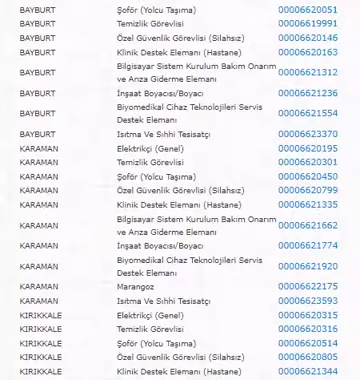 BAYBURT Şoför (Yolcu Taşıma) 00006620051
BAYBURT Temizlik Görevlisi 00006619991
BAYBURT Özel Güvenlik Görevlisi (Silahsız) 00006620146
BAYBURT Klinik Destek Elemanı (Hastane) 00006620163
BAYBURT Bilgisayar Sistem Kurulum Bakım Onarım ve Arıza Giderme Elemanı 00006621312
BAYBURT İnşaat Boyacısı/Boyacı 00006621236
BAYBURT Biyomedikal Cihaz Teknolojileri Servis Destek Elemanı 00006621554
BAYBURT Isıtma Ve Sıhhi Tesisatçı 00006623370
KARAMAN Elektrikçi (Genel) 00006620195
KARAMAN Temizlik Görevlisi 00006620301
KARAMAN Şoför (Yolcu Taşıma) 00006620450
KARAMAN Özel Güvenlik Görevlisi (Silahsız) 00006620799
KARAMAN Klinik Destek Elemanı (Hastane) 00006621335
KARAMAN Bilgisayar Sistem Kurulum Bakım Onarım ve Arıza Giderme Elemanı 00006621662
KARAMAN İnşaat Boyacısı/Boyacı 00006621774
KARAMAN Biyomedikal Cihaz Teknolojileri Servis Destek Elemanı 00006621920
KARAMAN Marangoz 00006622175
KARAMAN Isıtma Ve Sıhhi Tesisatçı 00006623593
KIRIKKALE Elektrikçi (Genel) 00006620315
KIRIKKALE Temizlik Görevlisi 00006620316
KIRIKKALE Şoför (Yolcu Taşıma) 00006620514
KIRIKKALE Özel Güvenlik Görevlisi (Silahsız) 00006620805
KIRIKKALE Klinik Destek Elemanı (Hastane) 00006621344